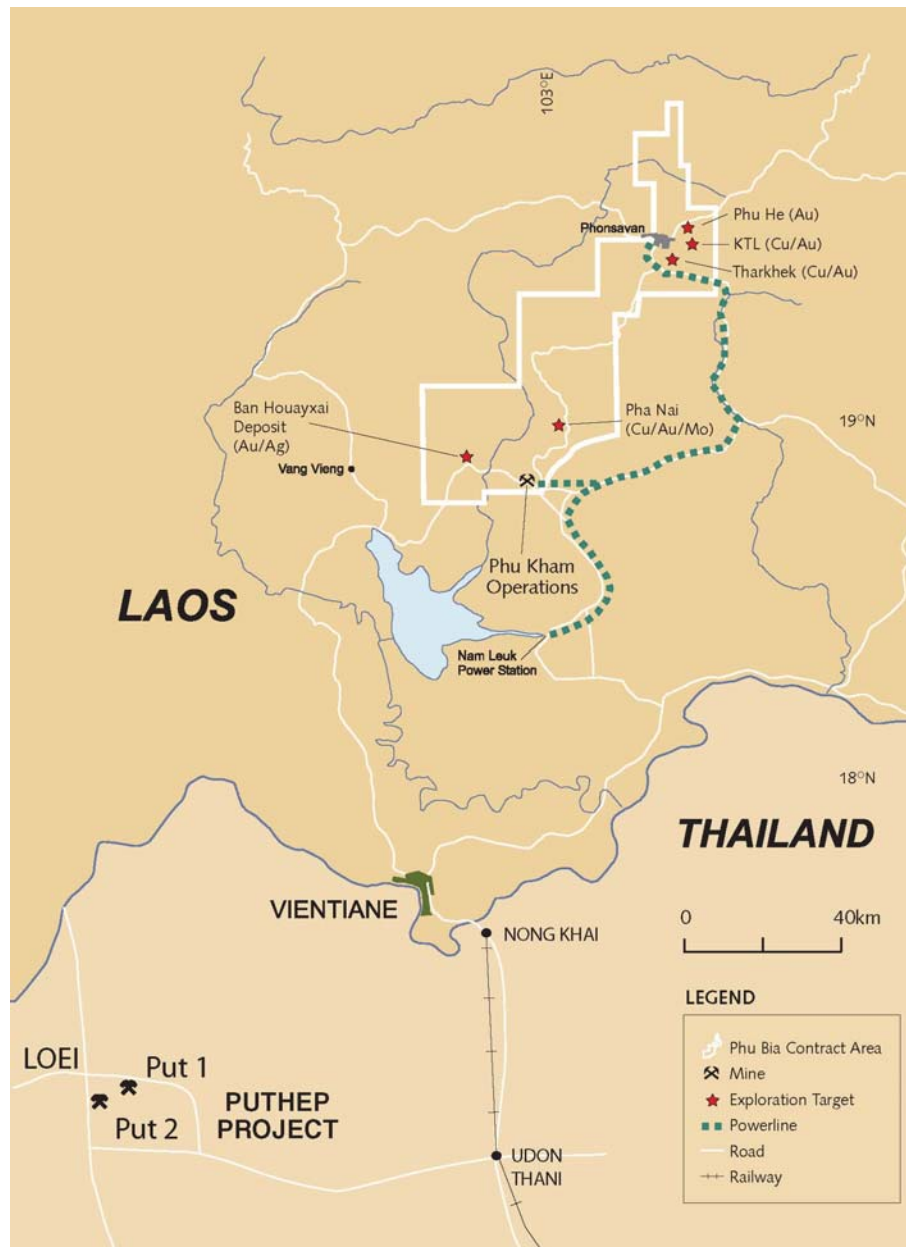 103°E
Phu He (Au)
Phonsavan
KTL (Cu/Au)
Tharkhek (Cu/Au)
Ban Houayxai
Deposit
(Au/Ag)
Pha Nai
(Cu/Au/Mo)
19°N
Vang Vieng
Phu Kham
Operations
LAOS
Nam Leuk
Power Station
18°N
THAILAND
VIENTIANE
0 40km
NONG KHAI
LEGEND
Phu Bia Contract Area
Mine
Exploration Target
Powerline
Road
Railway
LOEI
Put 1
Put 2
PUTHEP
PROJECT
UDON
THANI